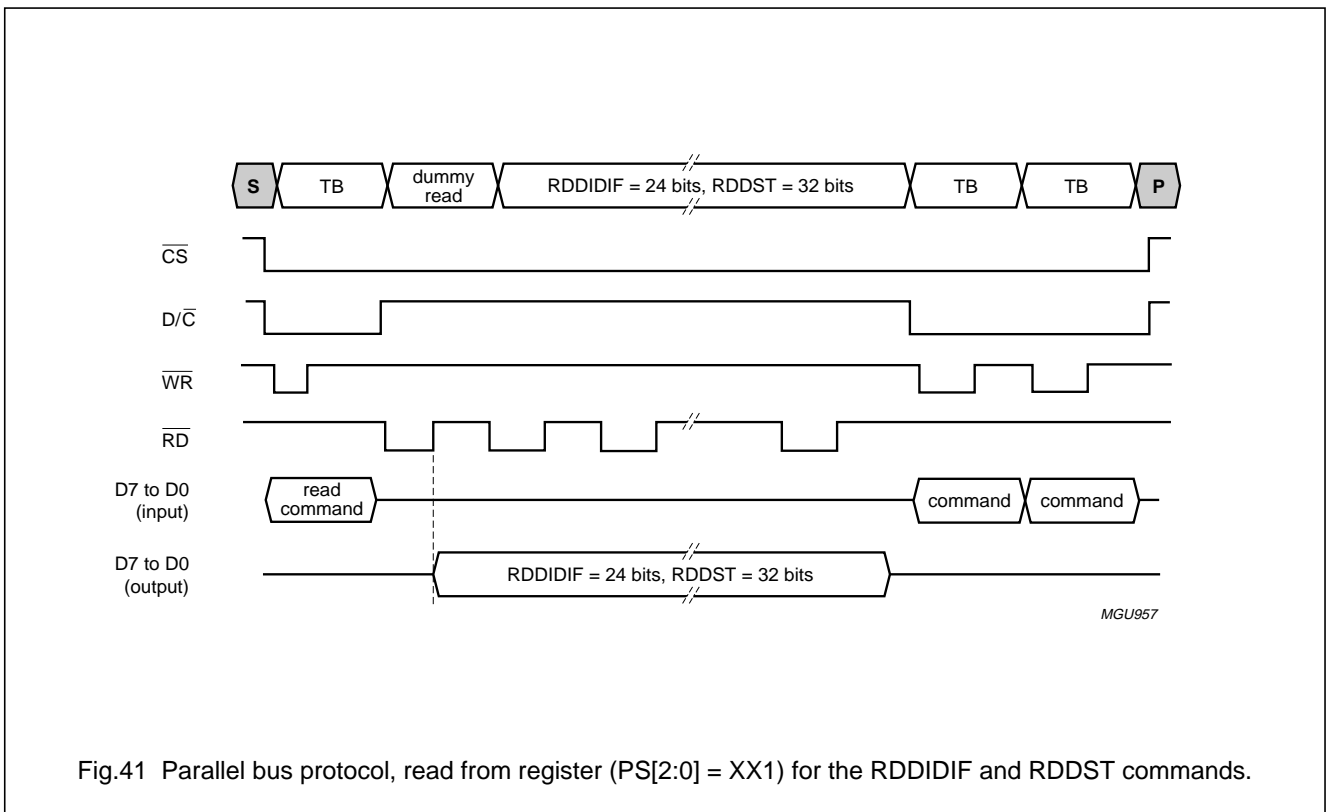 S TB dummy read RDDIDIF = 24 bits, RDDST = 32 bits TB TB P
CS
D/C
WR
RD
D7 to D0 (input) read command command command
D7 to D0 (output) RDDIDIF = 24 bits, RDDST = 32 bits
MGU957
Fig.41 Parallel bus protocol, read from register (PS[2:0] = XX1) for the RDDIDIF and RDDST commands.